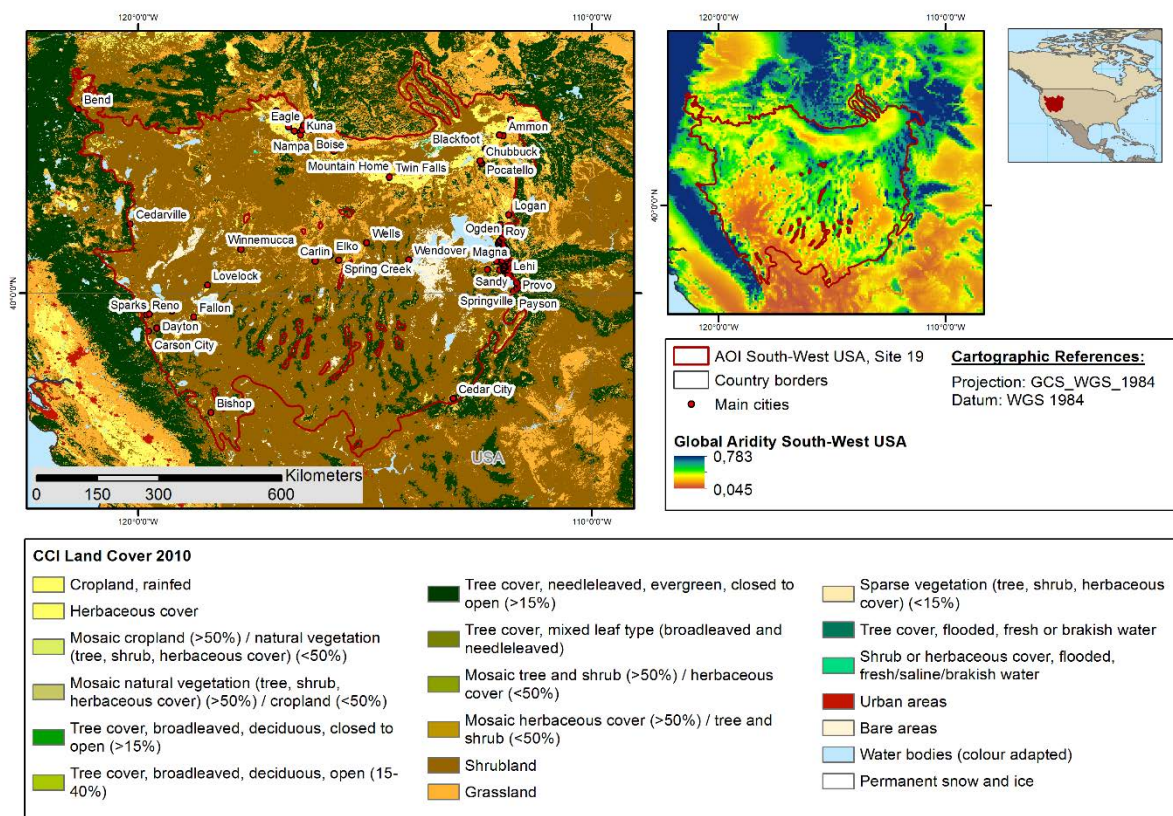 120°0'0"W
110°0'0"W
Bend
Eagle
Kuna
Nampa
Boise
Mountain Home
Twin Falls
Blackfoot
Ammon
Chubbuck
Pocatello
Logan
Cedarville
Ogden
Roy
Winnemucca
Wells
Carlin
Elko
Wendover
Magna
Lehi
Spring Creek
Lovelock
Sandy
Provo
Springville
Payson
Sparks
Reno
Fallon
Dayton
Carson City
Cedar City
Bishop
USA
40°0'0"N
Kilometers
0
150
300
600
120°0'0"W
110°0'0"W
120°0'0"W
110°0'0"W
40°0'0"N
120°0'0"W
110°0'0"W
AOI South-West USA, Site 19
Country borders
Main cities
Global Aridity South-West USA
0,783
0,045
Cartographic References:
Projection: GCS_WGS_1984
Datum: WGS 1984
CCI Land Cover 2010
Cropland, rainfed
Herbaceous cover
Mosaic cropland (>50%) / natural vegetation
(tree, shrub, herbaceous cover) (<50%)
Mosaic natural vegetation (tree, shrub,
herbaceous cover) (>50%) / cropland (<50%)
Tree cover, broadleaved, deciduous, closed to
open (>15%)
Tree cover, broadleaved, deciduous, open (15-
40%)
Tree cover, needleleaved, evergreen, closed to
open (>15%)
Tree cover, mixed leaf type (broadleaved and
needleleaved)
Mosaic tree and shrub (>50%) / herbaceous
cover (<50%)
Mosaic herbaceous cover (>50%) / tree and
shrub (<50%)
Shrubland
Grassland
Sparse vegetation (tree, shrub, herbaceous
cover) (<15%)
Tree cover, flooded, fresh or brakish water
Shrub or herbaceous cover, flooded,
fresh/saline/brakish water
Urban areas
Bare areas
Water bodies (colour adapted)
Permanent snow and ice